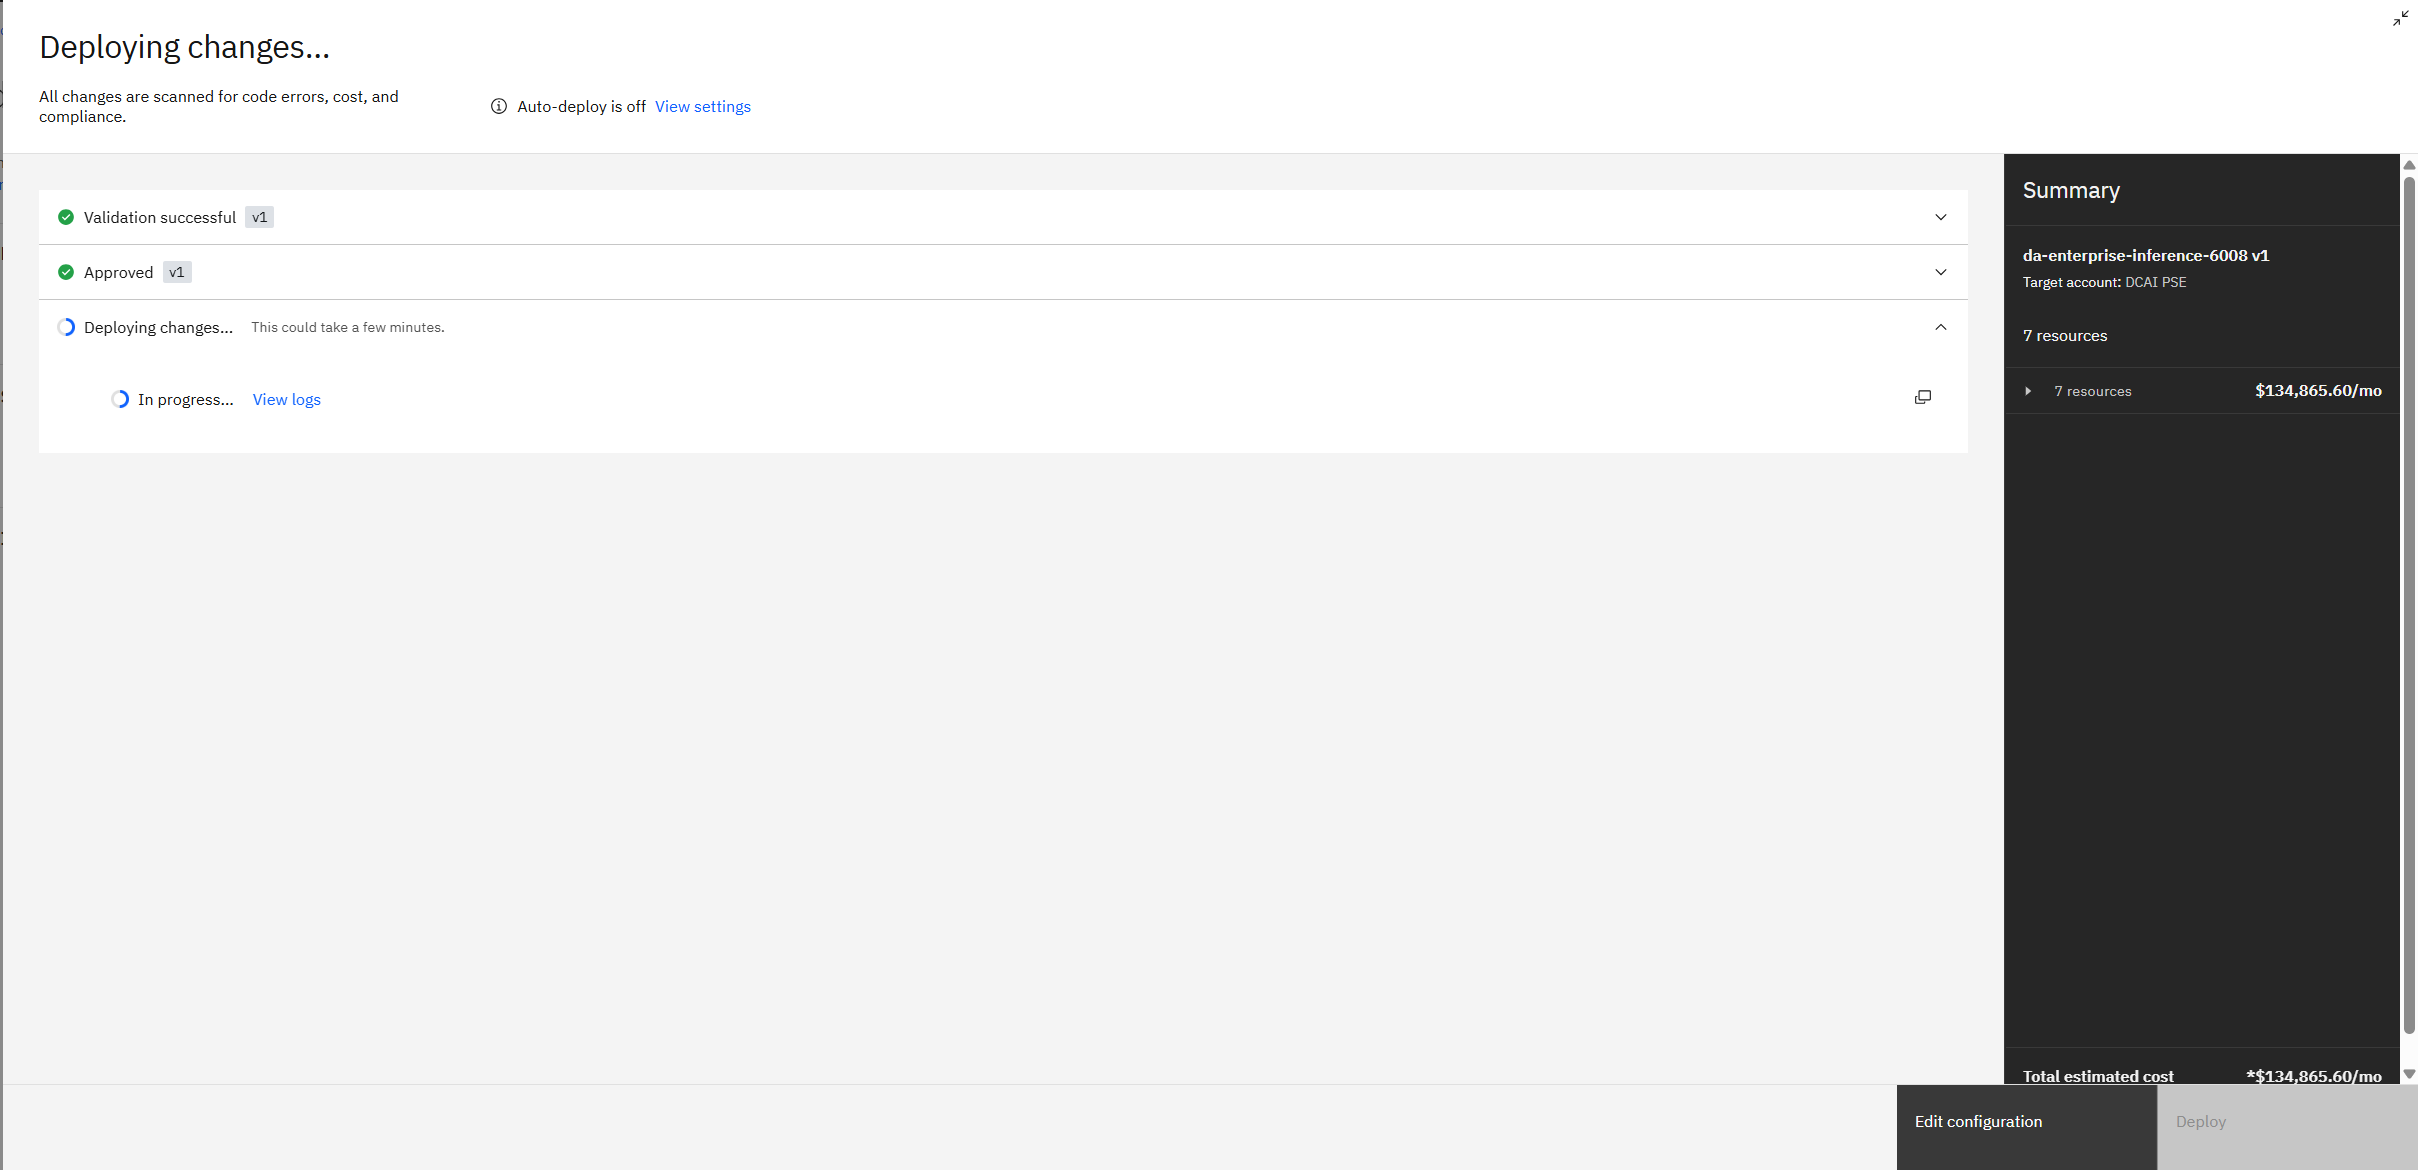 Deploying changes...
All changes are scanned for code errors, cost, and
compliance.
Auto-deploy is off View settings
Validation successful v1
Approved v1
Deploying changes... This could take a few minutes.
In progress... View logs
Summary
da-enterprise-inference-6008 v1
Target account: DCAI PSE
7 resources
7 resources $134,865.60/mo
Total estimated cost *$134,865.60/mo
Edit configuration
Deploy